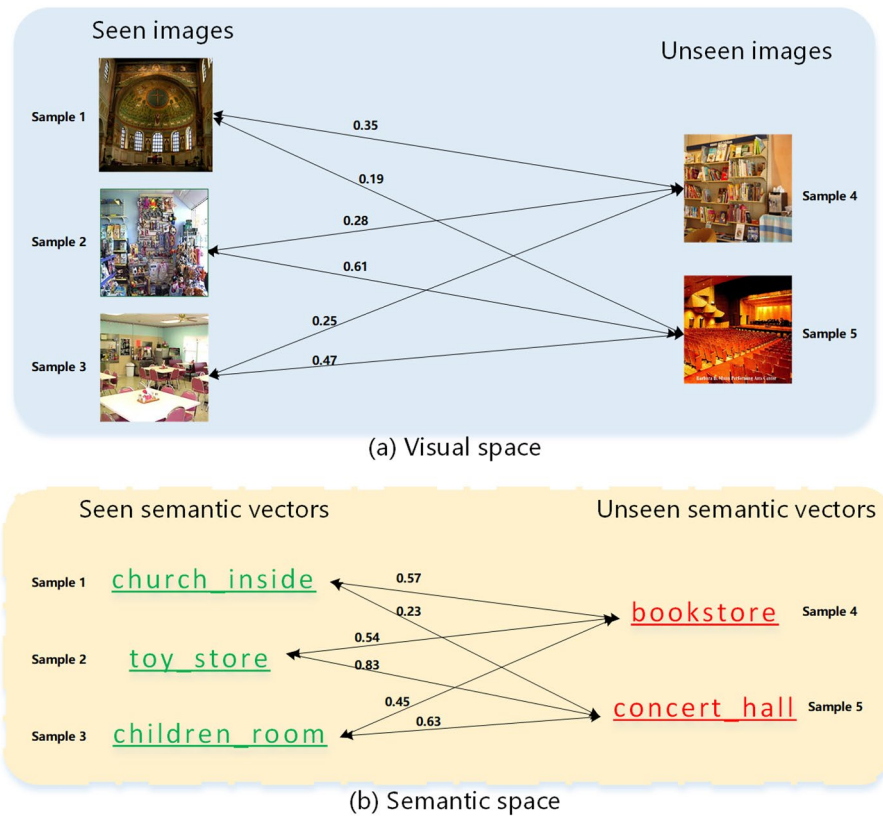 Seen images
Unseen images
Sample 1
0.35
0.19
Sample 4
Sample 2
0.28
0.61
0.25
Sample 5
Sample 3
0.47
(a) Visual space
Seen semantic vectors
Unseen semantic vectors
Sample 1
church_inside
0.57
0.23
bookstore
Sample 4
Sample 2
toy_store
0.54
0.83
concert_hall
Sample 5
Sample 3
children_room
0.45
0.63
(b) Semantic space